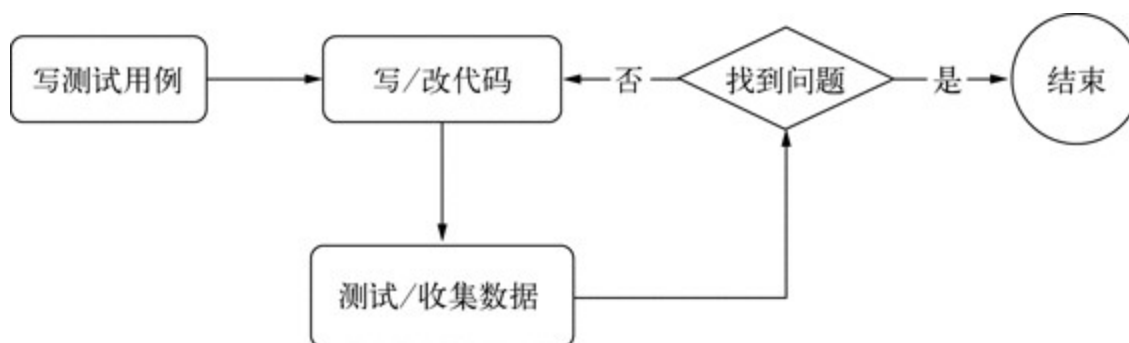 写测试用例
写/改代码
否
找到问题
是
结束
测试/收集数据